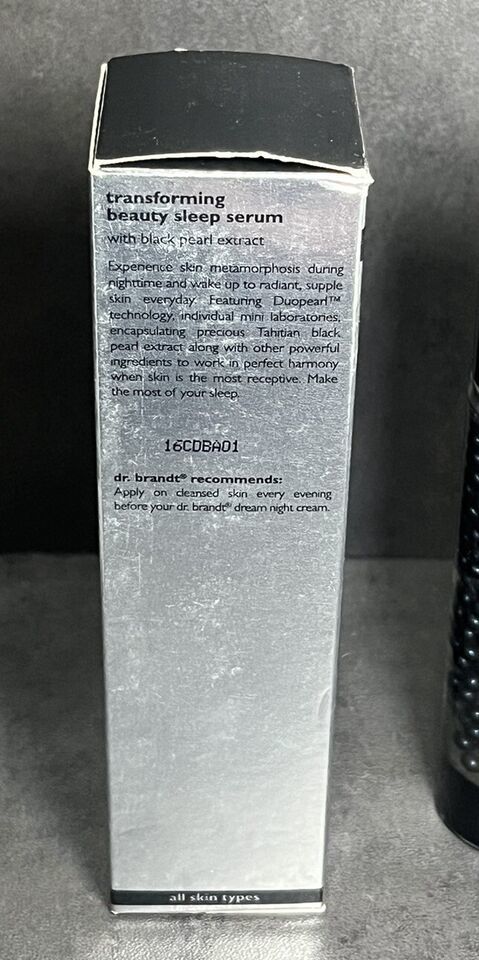 transforming
beauty sleep serum
with black pearl extract
Experience skin metamorphosis during
nighttime and wake up to radiant, supple
skin everyday. Featuring Duopearl™
technology, individual mini laboratories,
encapsulating precious Tahitian black
pearl extract along with other powerful
ingredients to work in perfect harmony
when skin is the most receptive. Make
the most of your sleep.
16CDBA01
dr. brandt® recommends:
Apply on cleansed skin every evening
before your dr. brandt® dream night cream.
all skin types